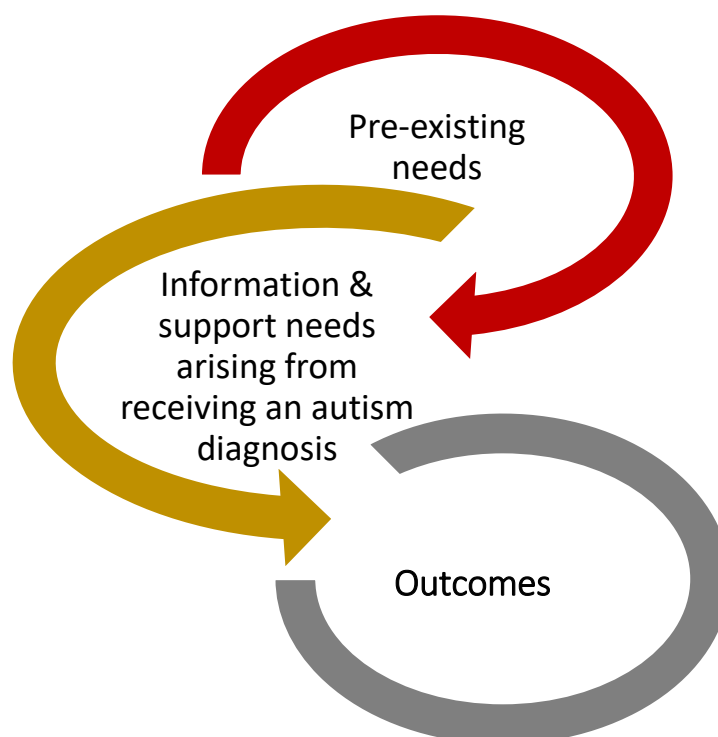 Pre-existing
needs
Information &
support needs
arising from
receiving an autism
diagnosis
Outcomes